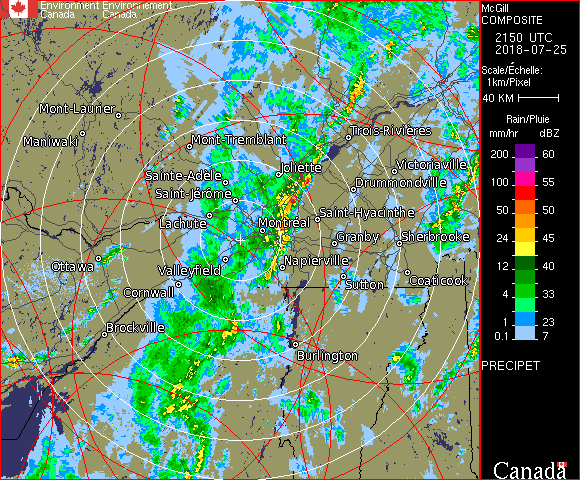 Environment Environnement
Canada Canada
McGill
COMPOSITE
2150 UTC
2018-07-25
Scale/Échelle:
1km/Pixel
40 KM
Rain/Pluie
mm/hr dBZ
200 60
150 57
100 55
50 50
24 45
12 40
4 33
1 23
0.1 7
PRECIPET
Canada
Mont-Laurier
Maniwaki
Mont-Tremblant
Trois-Rivières
Sainte-Adèle
Joliette
Victoriaville
Saint-Jérôme
Drummondville
Lachute
Montréal
Saint-Hyacinthe
Granby
Sherbrooke
Ottawa
Valleyfield
Napierville
Cornwall
Sutton
Coaticook
Brockville
Burlington